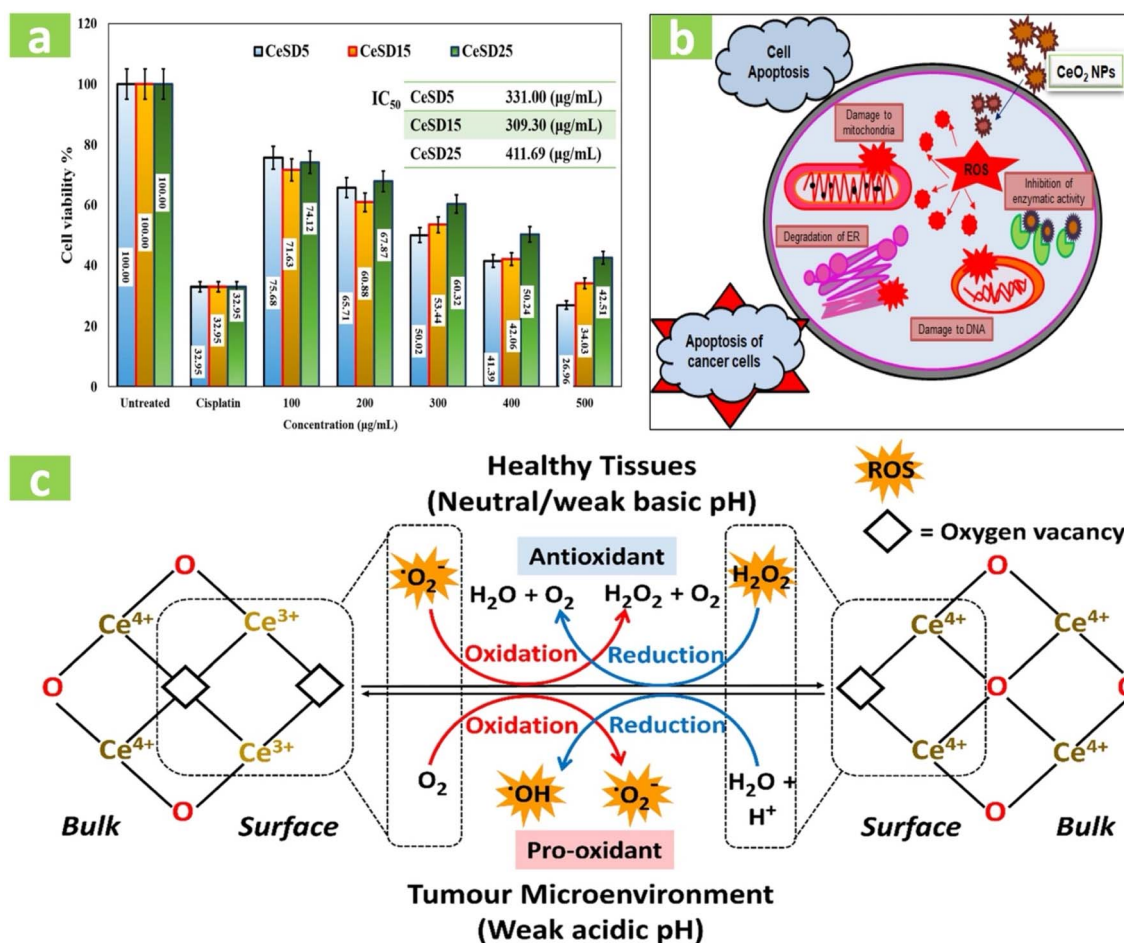 a
120
100
80
60
40
20
0
Cell viability %
CeSD5 CeSD15 CeSD25
IC50
CeSD5 331.00 (µg/mL)
CeSD15 309.30 (µg/mL)
CeSD25 411.69 (µg/mL)
100.00 100.00 100.00
32.95 32.95 32.95
75.68 71.63 74.12
65.71 60.88 67.87
50.02 53.44 60.32
41.39 42.06 50.24
26.96 34.03 42.51
Untreated Cisplatin 100 200 300 400 500
Concentration (µg/mL)
b
Cell
Apoptosis
CeO2 NPs
Damage to
mitochondria
ROS
Inhibition of
enzymatic activity
Degradation of ER
Damage to DNA
Apoptosis of
cancer cells
c
Healthy Tissues
(Neutral/weak basic pH)
ROS
= Oxygen vacancy
Antioxidant
·O2⁻
H2O + O2 H2O2 + O2
H2O2
Oxidation Reduction
Oxidation Reduction
O2
·OH ·O2⁻
H2O +
H⁺
Pro-oxidant
Tumour Microenvironment
(Weak acidic pH)
O
Ce4+ Ce3+
O
Ce4+ Ce3+
O
Bulk Surface
O
Ce4+ Ce4+
O O
Ce4+ Ce4+
O
Surface Bulk